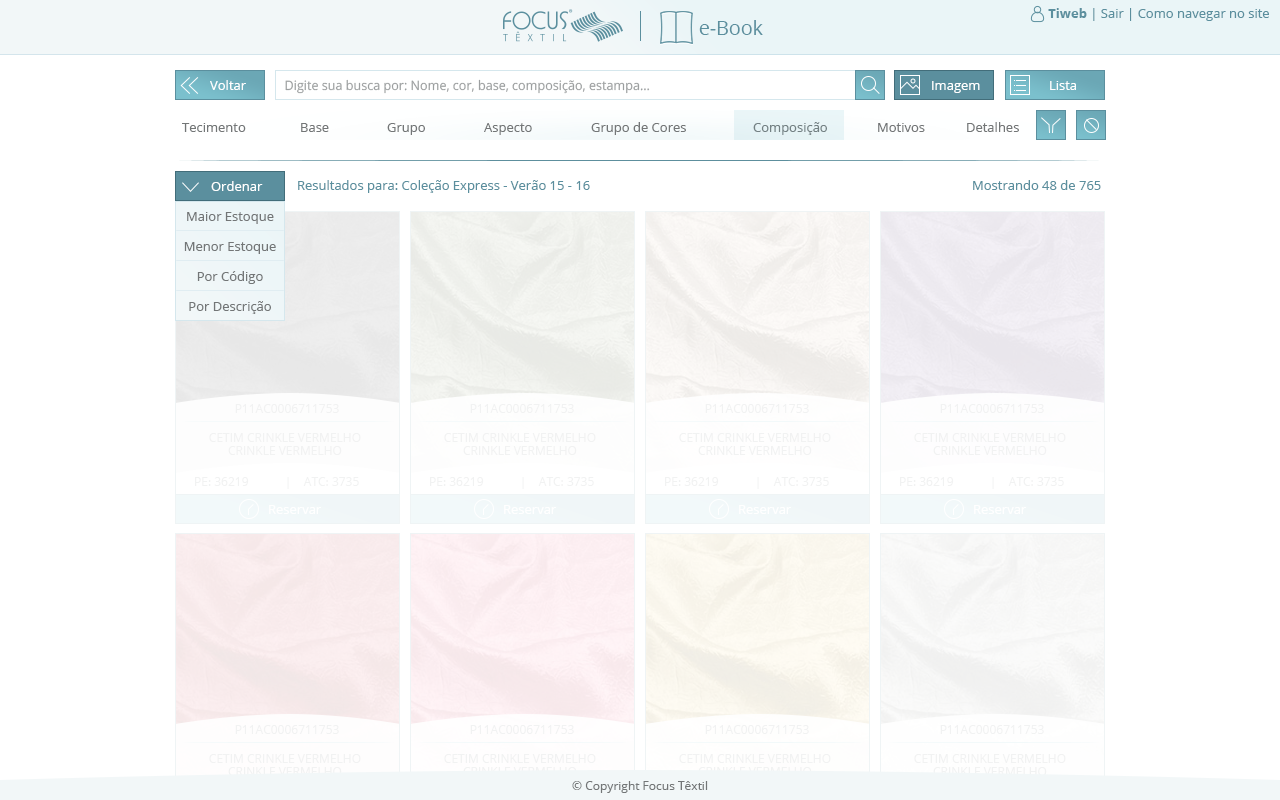 FOCUS
TÊXTIL
e-Book
Tiweb | Sair | Como navegar no site
Voltar
Digite sua busca por: Nome, cor, base, composição, estampa...
Imagem
Lista
Tecimento Base Grupo Aspecto Grupo de Cores Composição Motivos Detalhes
Ordenar
Resultados para: Coleção Express - Verão 15 - 16
Mostrando 48 de 765
Maior Estoque
Menor Estoque
Por Código
Por Descrição
P11AC0006711753 P11AC0006711753 P11AC0006711753 P11AC0006711753
CETIM CRINKLE VERMELHO CETIM CRINKLE VERMELHO CETIM CRINKLE VERMELHO CETIM CRINKLE VERMELHO
CRINKLE VERMELHO CRINKLE VERMELHO CRINKLE VERMELHO CRINKLE VERMELHO
PE: 36219 | ATC: 3735 PE: 36219 | ATC: 3735 PE: 36219 | ATC: 3735 PE: 36219 | ATC: 3735
Reservar Reservar Reservar Reservar
P11AC0006711753 P11AC0006711753 P11AC0006711753 P11AC0006711753
CETIM CRINKLE VERMELHO CETIM CRINKLE VERMELHO CETIM CRINKLE VERMELHO CETIM CRINKLE VERMELHO
CRINKLE VERMELHO CRINKLE VERMELHO CRINKLE VERMELHO CRINKLE VERMELHO
© Copyright Focus Têxtil